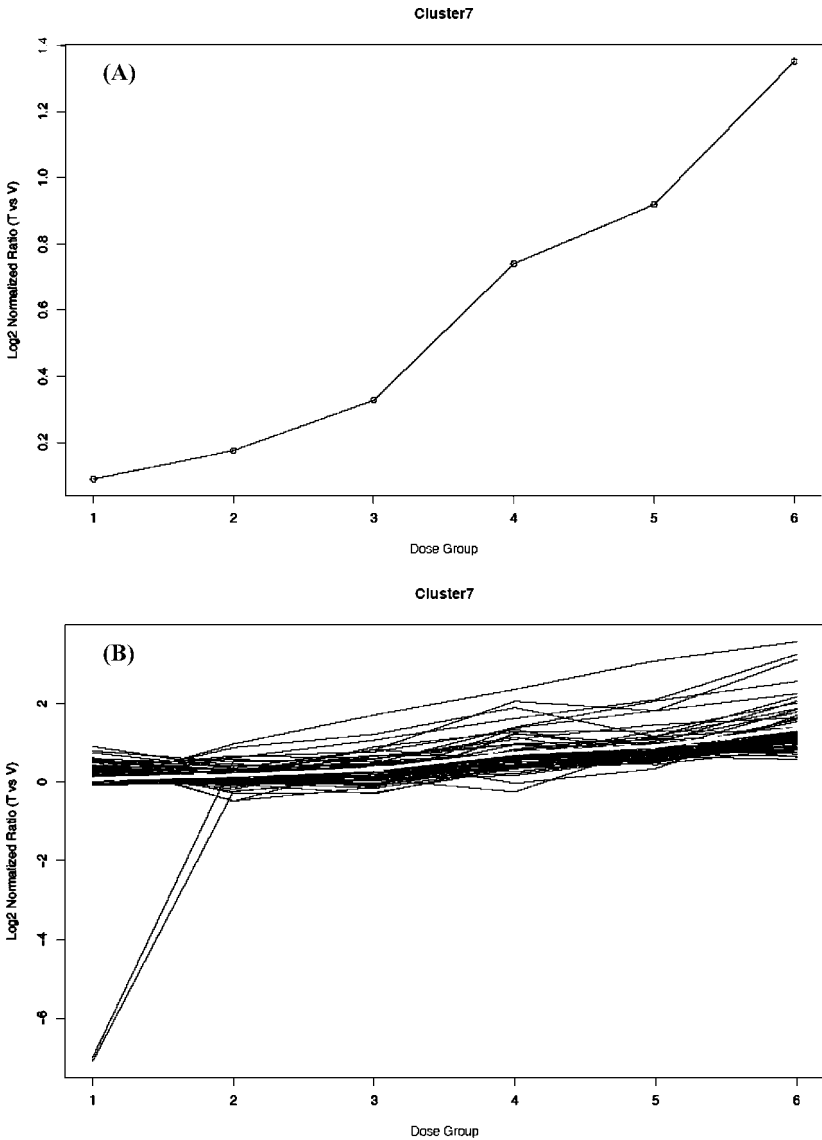 Cluster7
(A)
Log2 Normalized Ratio (T vs V)
1.4
1.2
1.0
0.8
0.6
0.4
0.2
1 2 3 4 5 6
Dose Group
Cluster7
(B)
Log2 Normalized Ratio (T vs V)
2
0
-2
-4
-6
1 2 3 4 5 6
Dose Group